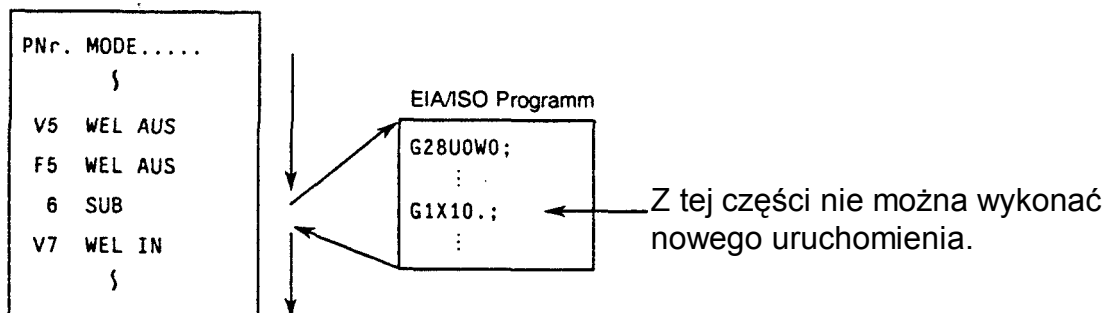 PNr. MODE.....
V5 WEL AUS
F5 WEL AUS
6 SUB
V7 WEL IN
EIA/ISO Programm
G28U0W0;
G1X10.;
Z tej części nie można wykonać
nowego uruchomienia.